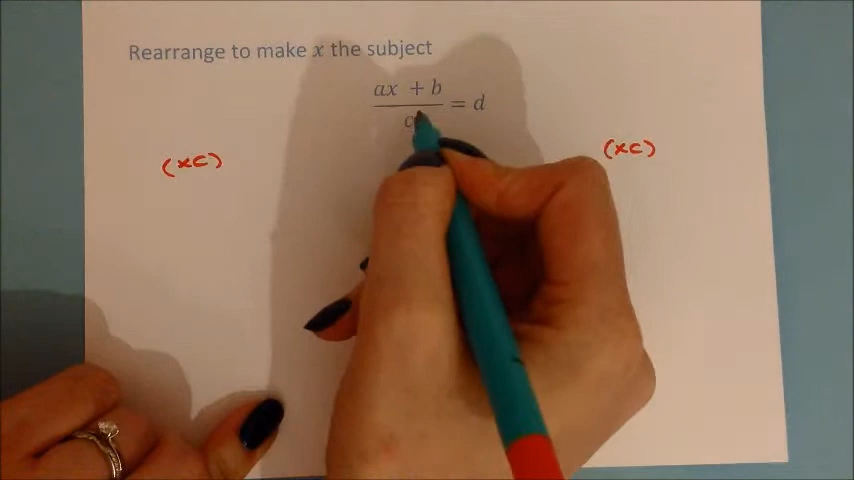 Rearrange to make x the subject
ax + b
= d
c
(×c) (×c)